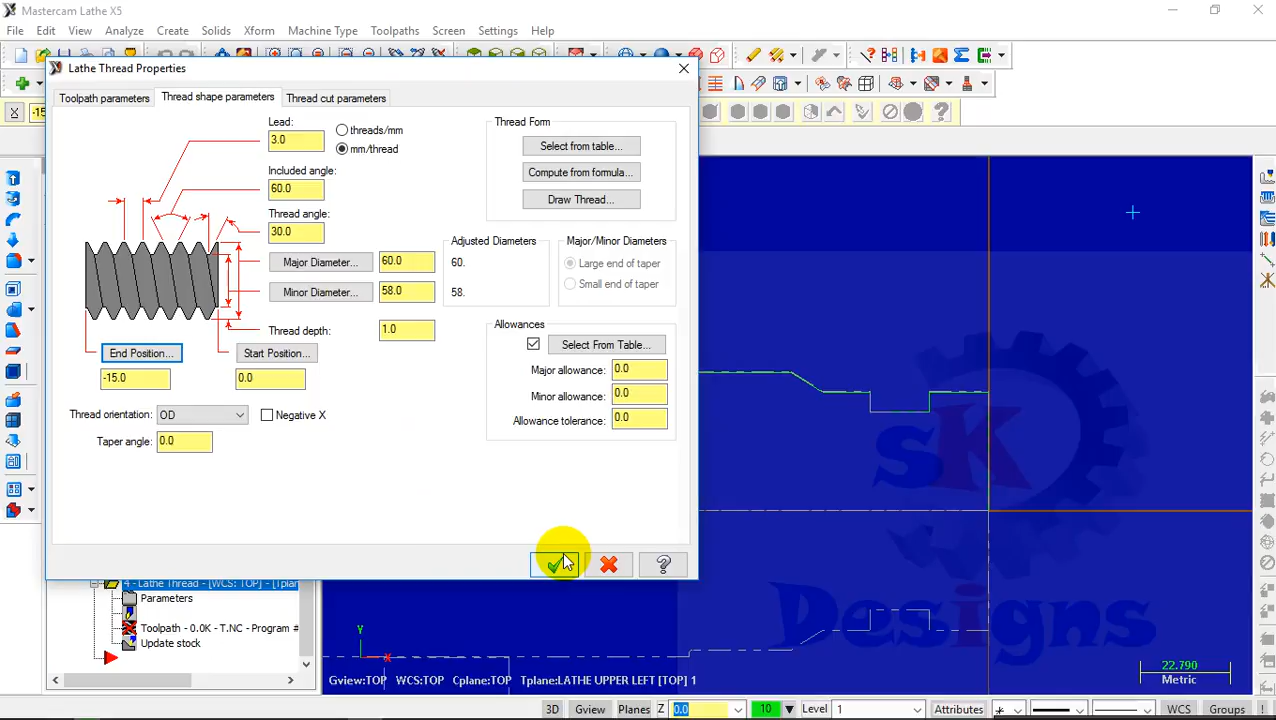 Mastercam Lathe X5
File Edit View Analyze Create Solids Xform Machine Type Toolpaths Screen Settings Help
Lathe Thread Properties
Toolpath parameters Thread shape parameters Thread cut parameters
Lead:
3.0
threads/mm
mm/thread
Included angle:
60.0
Thread angle:
30.0
Major Diameter... 60.0
Minor Diameter... 58.0
Thread depth: 1.0
End Position... Start Position...
-15.0 0.0
Thread orientation: OD Negative X
Taper angle: 0.0
Thread Form
Select from table...
Compute from formula...
Draw Thread...
Adjusted Diameters
60.
58.
Major/Minor Diameters
Large end of taper
Small end of taper
Allowances
Select From Table...
Major allowance: 0.0
Minor allowance: 0.0
Allowance tolerance: 0.0
-15
4 - Lathe Thread - [WCS: TOP] - [Tplan
Parameters
Toolpath - 0.0K - T.NC - Program #
Update stock
SK
Designs
Y
X
Gview:TOP WCS:TOP Cplane:TOP Tplane:LATHE UPPER LEFT [TOP] 1
22.790
Metric
3D Gview Planes Z 0.0 10 Level 1 Attributes WCS Groups